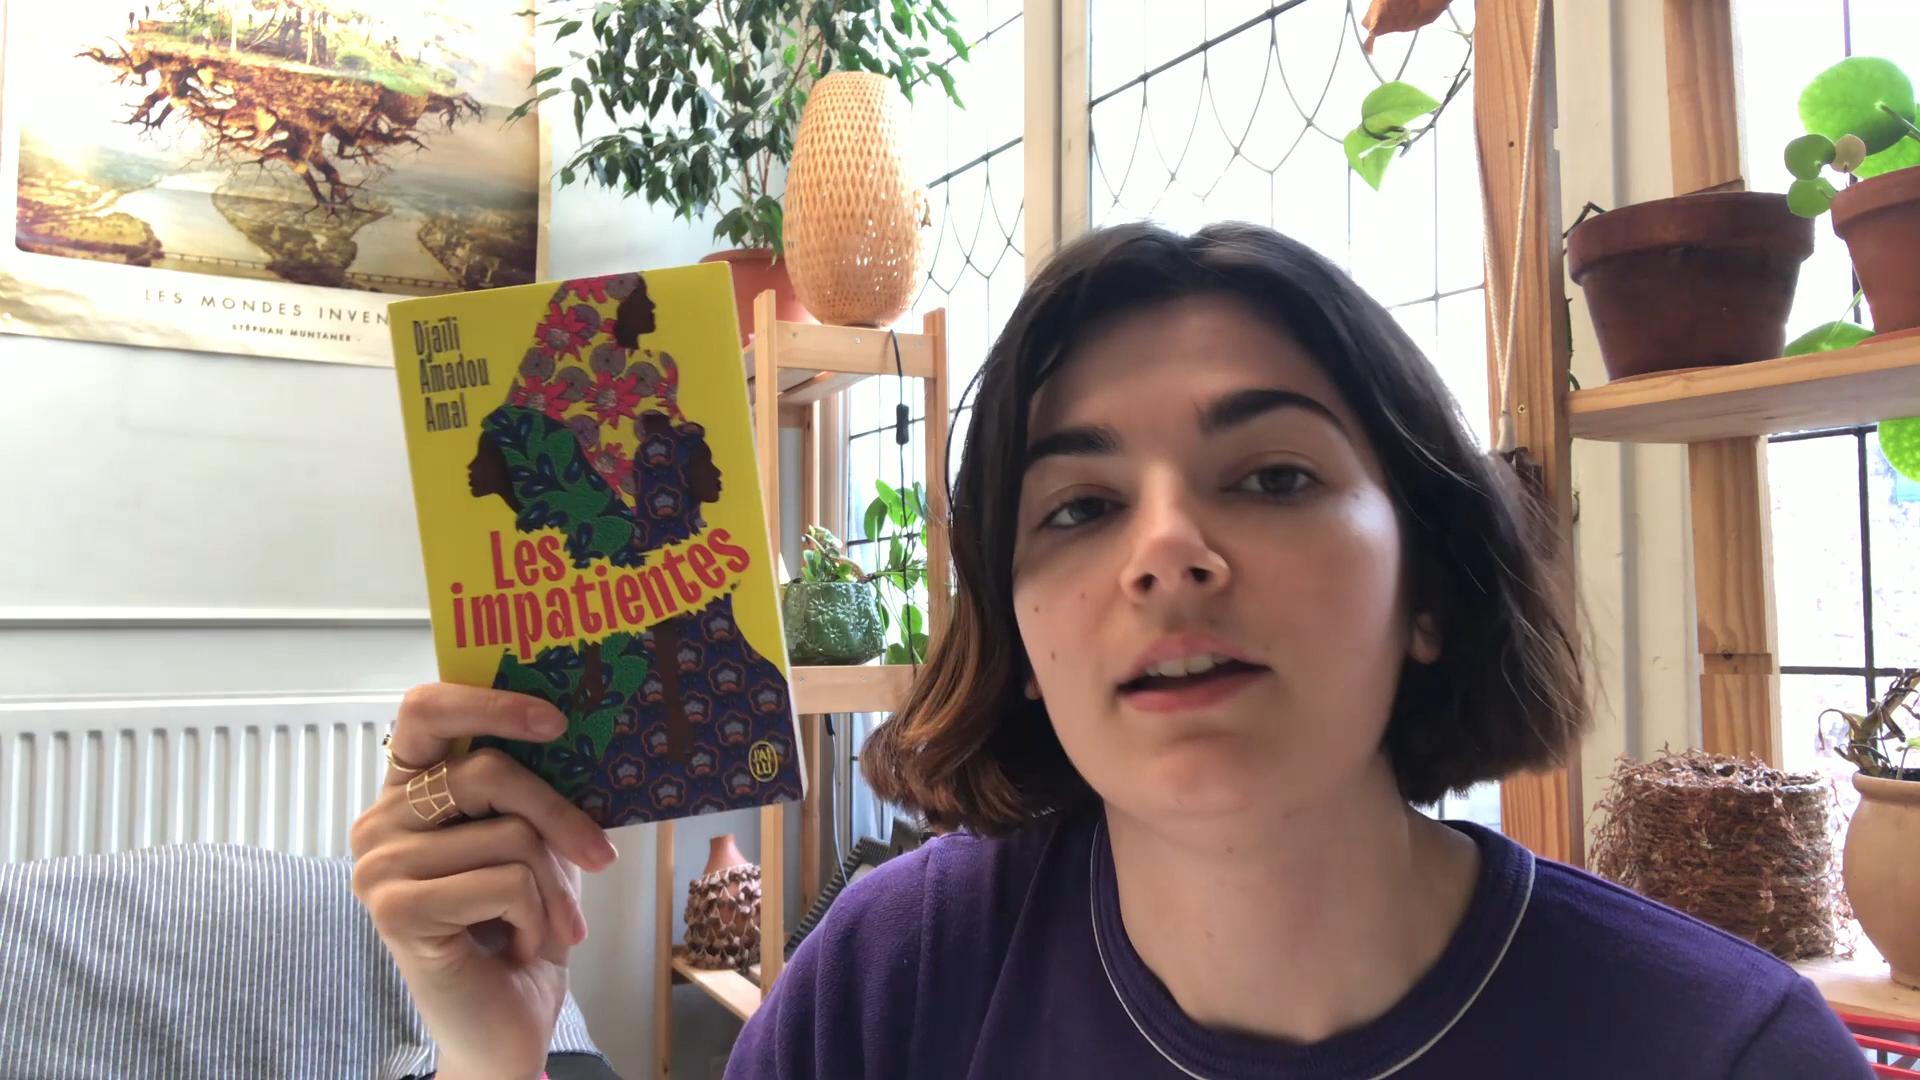 LES MONDES INVEN
STÉPHAN MUNTANER
Djaïli
Amadou
Amal
Les
impatientes
J'AI
LU